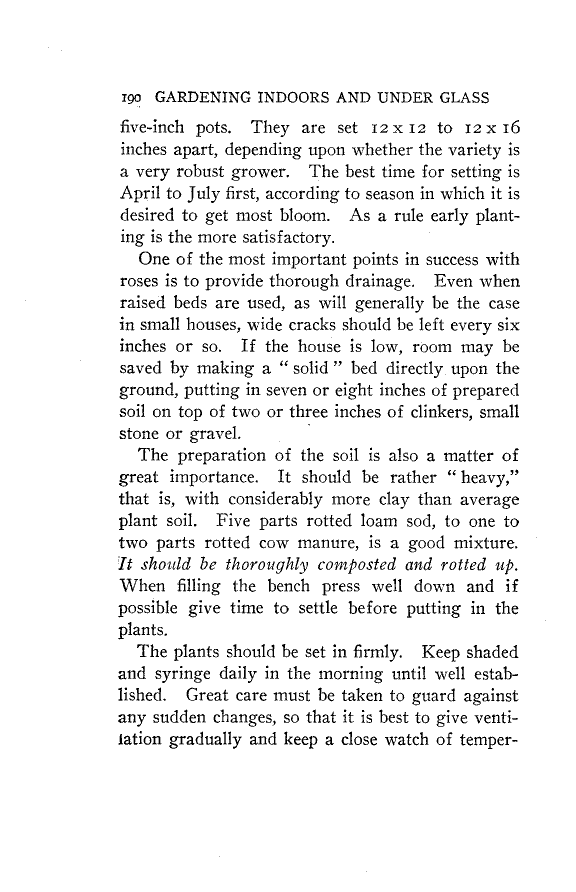 190 GARDENING INDOORS AND UNDER GLASS
five-inch pots. They are set 12 x 12 to 12 x 16
inches apart, depending upon whether the variety is
a very robust grower. The best time for setting is
April to July first, according to season in which it is
desired to get most bloom. As a rule early plant-
ing is the more satisfactory.
One of the most important points in success with
roses is to provide thorough drainage. Even when
raised beds are used, as will generally be the case
in small houses, wide cracks should be left every six
inches or so. If the house is low, room may be
saved by making a “ solid ” bed directly upon the
ground, putting in seven or eight inches of prepared
soil on top of two or three inches of clinkers, small
stone or gravel.
The preparation of the soil is also a matter of
great importance. It should be rather “ heavy,”
that is, with considerably more clay than average
plant soil. Five parts rotted loam sod, to one to
two parts rotted cow manure, is a good mixture.
It should be thoroughly composted and rotted up.
When filling the bench press well down and if
possible give time to settle before putting in the
plants.
The plants should be set in firmly. Keep shaded
and syringe daily in the morning until well estab-
lished. Great care must be taken to guard against
any sudden changes, so that it is best to give venti-
lation gradually and keep a close watch of temper-